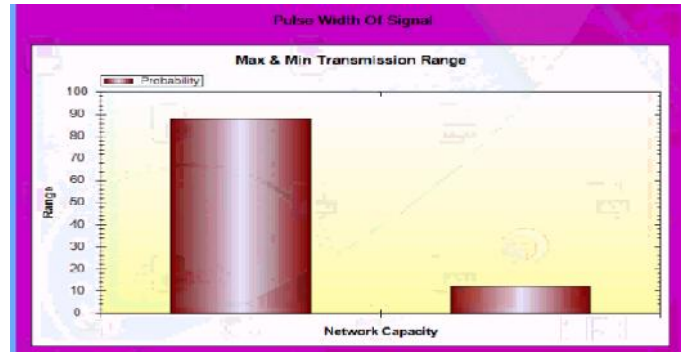 Pulse Width Of Signal
Max & Min Transmission Range
Probability
100
90
80
70
60
50
40
30
20
10
0
Range
Network Capacity